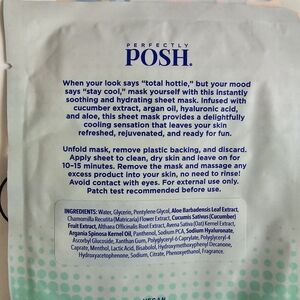 PERFECTLY
POSH.
When your look says "total hottie," but your mood
says "stay cool," mask yourself with this instantly
soothing and hydrating sheet mask. Infused with
cucumber extract, argan oil, hyaluronic acid,
and aloe, this sheet mask provides a delightfully
cooling sensation that leaves your skin
refreshed, rejuvenated, and ready for fun.
Unfold mask, remove plastic backing, and discard.
Apply sheet to clean, dry skin and leave on for
10–15 minutes. Remove the mask and massage any
excess product into your skin, no need to rinse!
Avoid contact with eyes. For external use only.
Patch test recommended before use.
INGREDIENTS: Water, Glycerin, Pentylene Glycol, Aloe Barbadensis Leaf Extract,
Chamomilla Recutita (Matricaria) Flower Extract, Cucumis Sativus (Cucumber)
Fruit Extract, Althaea Officinalis Root Extract, Avena Sativa (Oat) Kernel Extract,
Argania Spinosa Kernel Oil, Panthenol, Sodium PCA, Sodium Hyaluronate,
Ascorbyl Glucoside, Xanthan Gum, Polyglyceryl-6 Caprylate, Polyglyceryl-4
Caprate, Menthol, Lactic Acid, Bisabolol, Hydroxymethoxyphenyl Decanone,
Hydroxyacetophenone, Sodium Citrate, Phenoxyethanol, Fragrance.
VEGAN